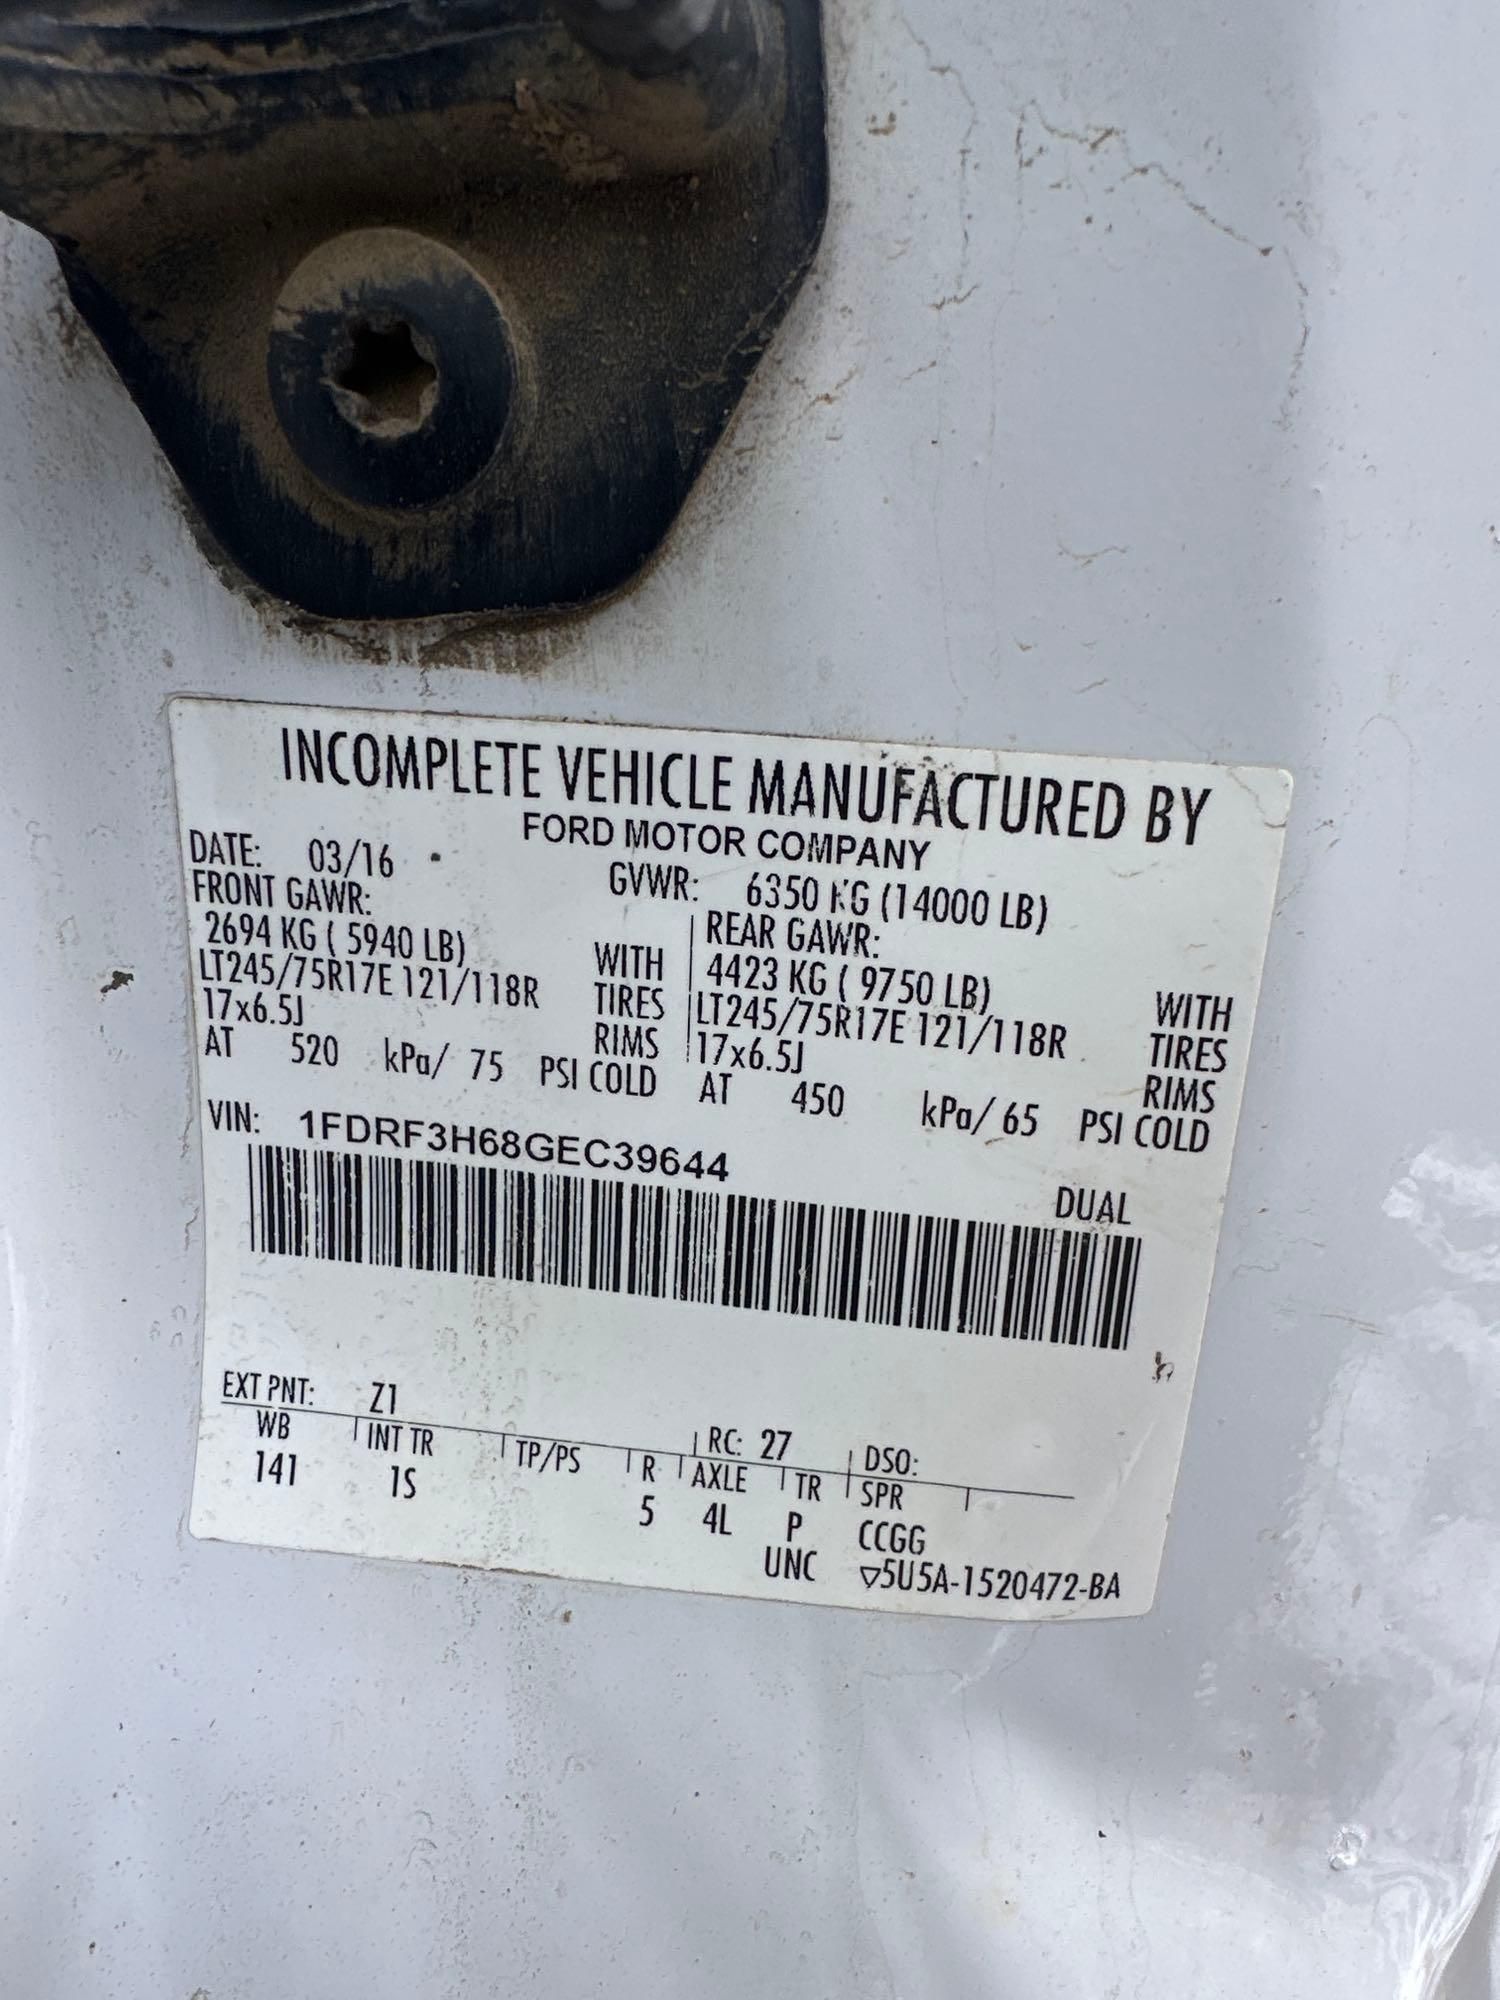 INCOMPLETE VEHICLE MANUFACTURED BY
FORD MOTOR COMPANY
DATE: 03/16 GVWR: 6350 KG (14000 LB)
FRONT GAWR: REAR GAWR:
2694 KG ( 5940 LB) WITH 4423 KG ( 9750 LB) WITH
LT245/75R17E 121/118R TIRES LT245/75R17E 121/118R TIRES
17x6.5J RIMS 17x6.5J RIMS
AT 520 kPa/ 75 PSI COLD AT 450 kPa/ 65 PSI COLD
VIN: 1FDRF3H68GEC39644
DUAL
EXT PNT: Z1 RC: 27 DSO:
WB INT TR TP/PS R AXLE TR SPR
141 1S 5 4L P CCGG
UNC ▽5U5A-1520472-BA